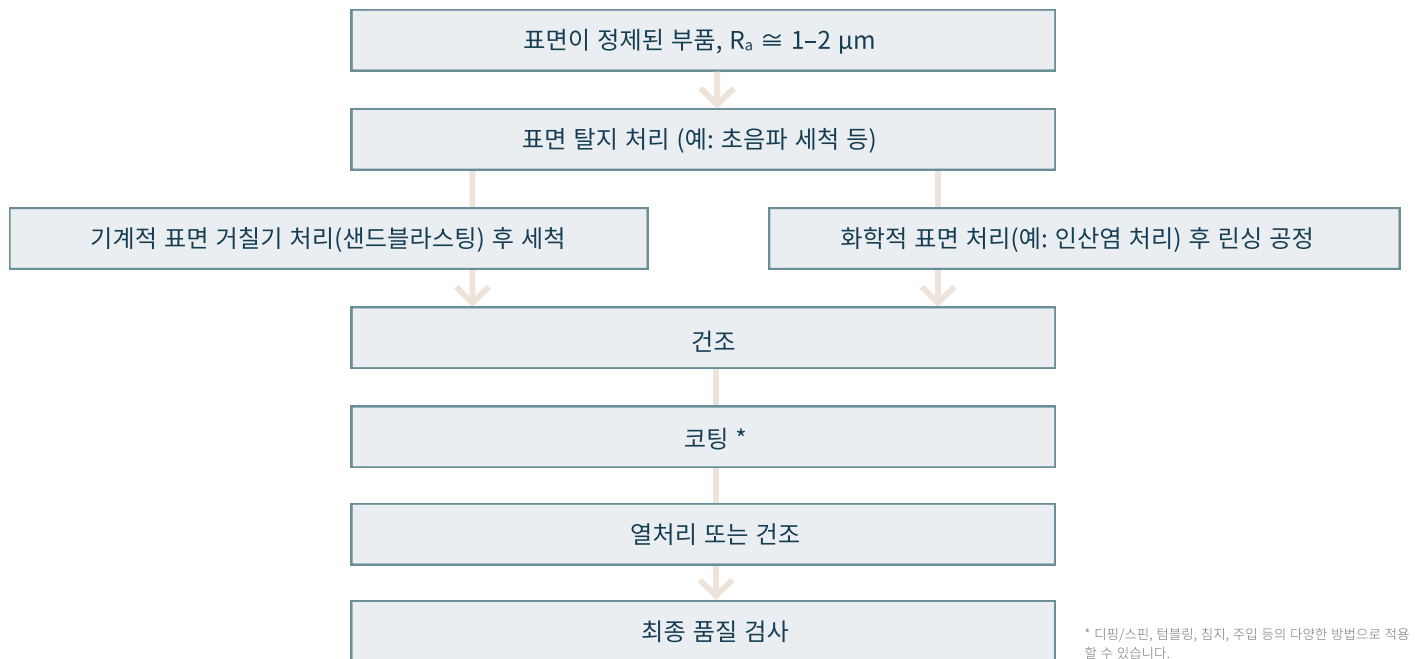 표면이 정제된 부품, Rₐ ≅ 1–2 µm
표면 탈지 처리 (예: 초음파 세척 등)
기계적 표면 거칠기 처리(샌드블라스팅) 후 세척
화학적 표면 처리(예: 인산염 처리) 후 린싱 공정
건조
코팅 *
열처리 또는 건조
최종 품질 검사
* 디핑/스핀, 텀블링, 침지, 주입 등의 다양한 방법으로 적용
할 수 있습니다.